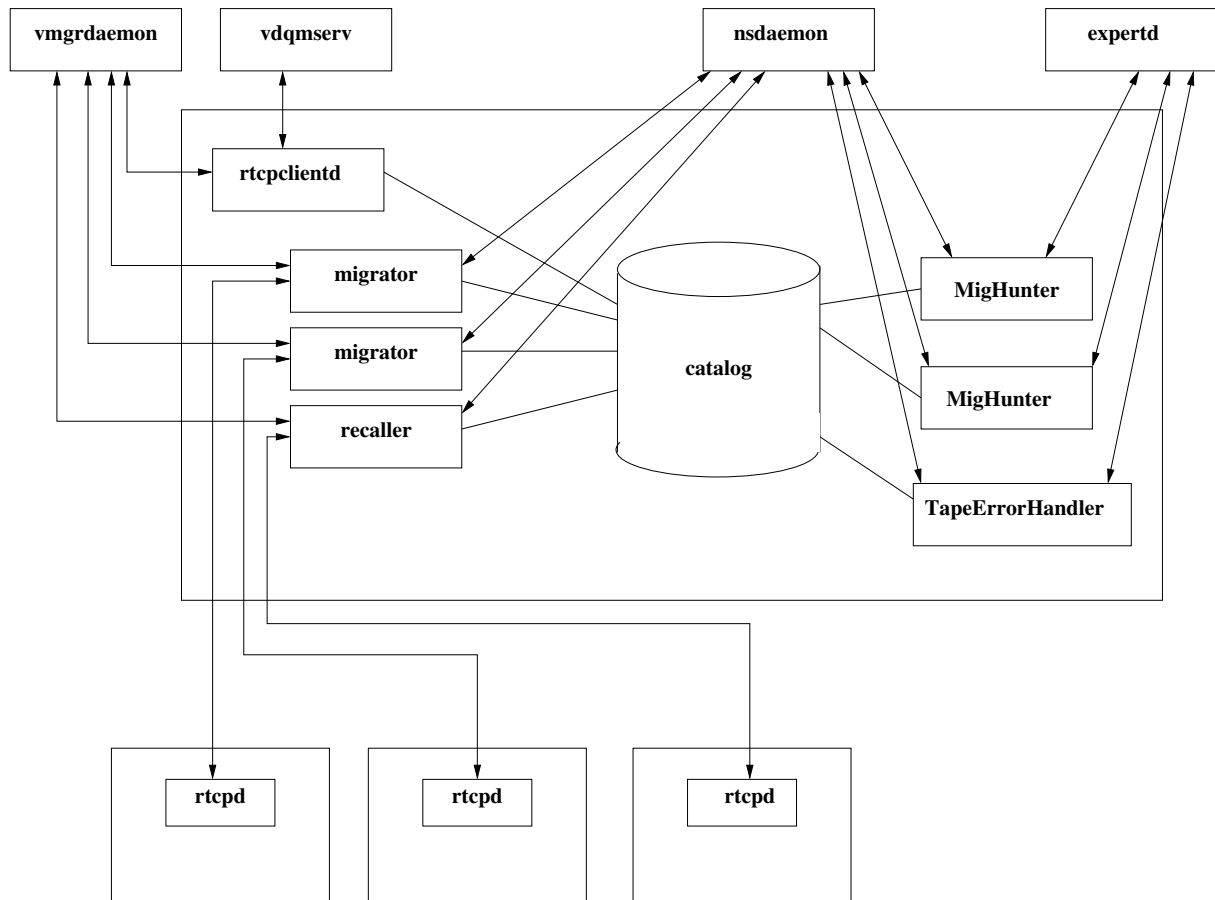 vmgrdaemon
vdqmserv
nsdaemon
expertd
rtcpclientd
migrator
MigHunter
migrator
catalog
MigHunter
recaller
TapeErrorHandler
rtcpd
rtcpd
rtcpd